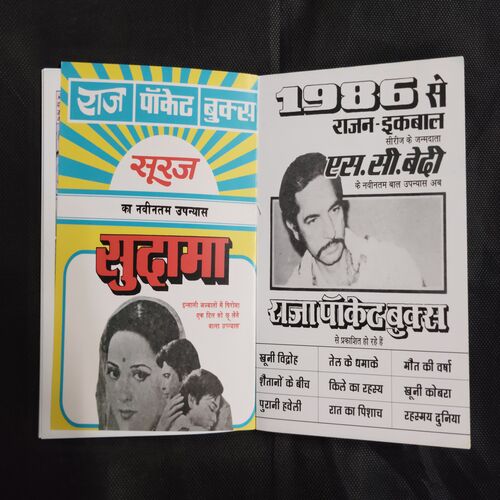 राज पॉकेट बुक्स
सूरज
का नवीनतम उपन्यास
सुदामा
इन्सानी जज्बातों में पिरोया
एक दिल को छू लेने
वाला उपन्यास
1986 से
राजन-इकबाल
सीरीज के जन्मदाता
एस.सी.बेदी
के नवीनतम बाल उपन्यास अब
राजा पॉकेट बुक्स
से प्रकाशित हो रहे हैं
खूनी विद्रोह तेल के धमाके मौत की वर्षा
शैतानों के बीच किले का रहस्य खूनी कोबरा
पुरानी हवेली रात का पिशाच रहस्मय दुनिया